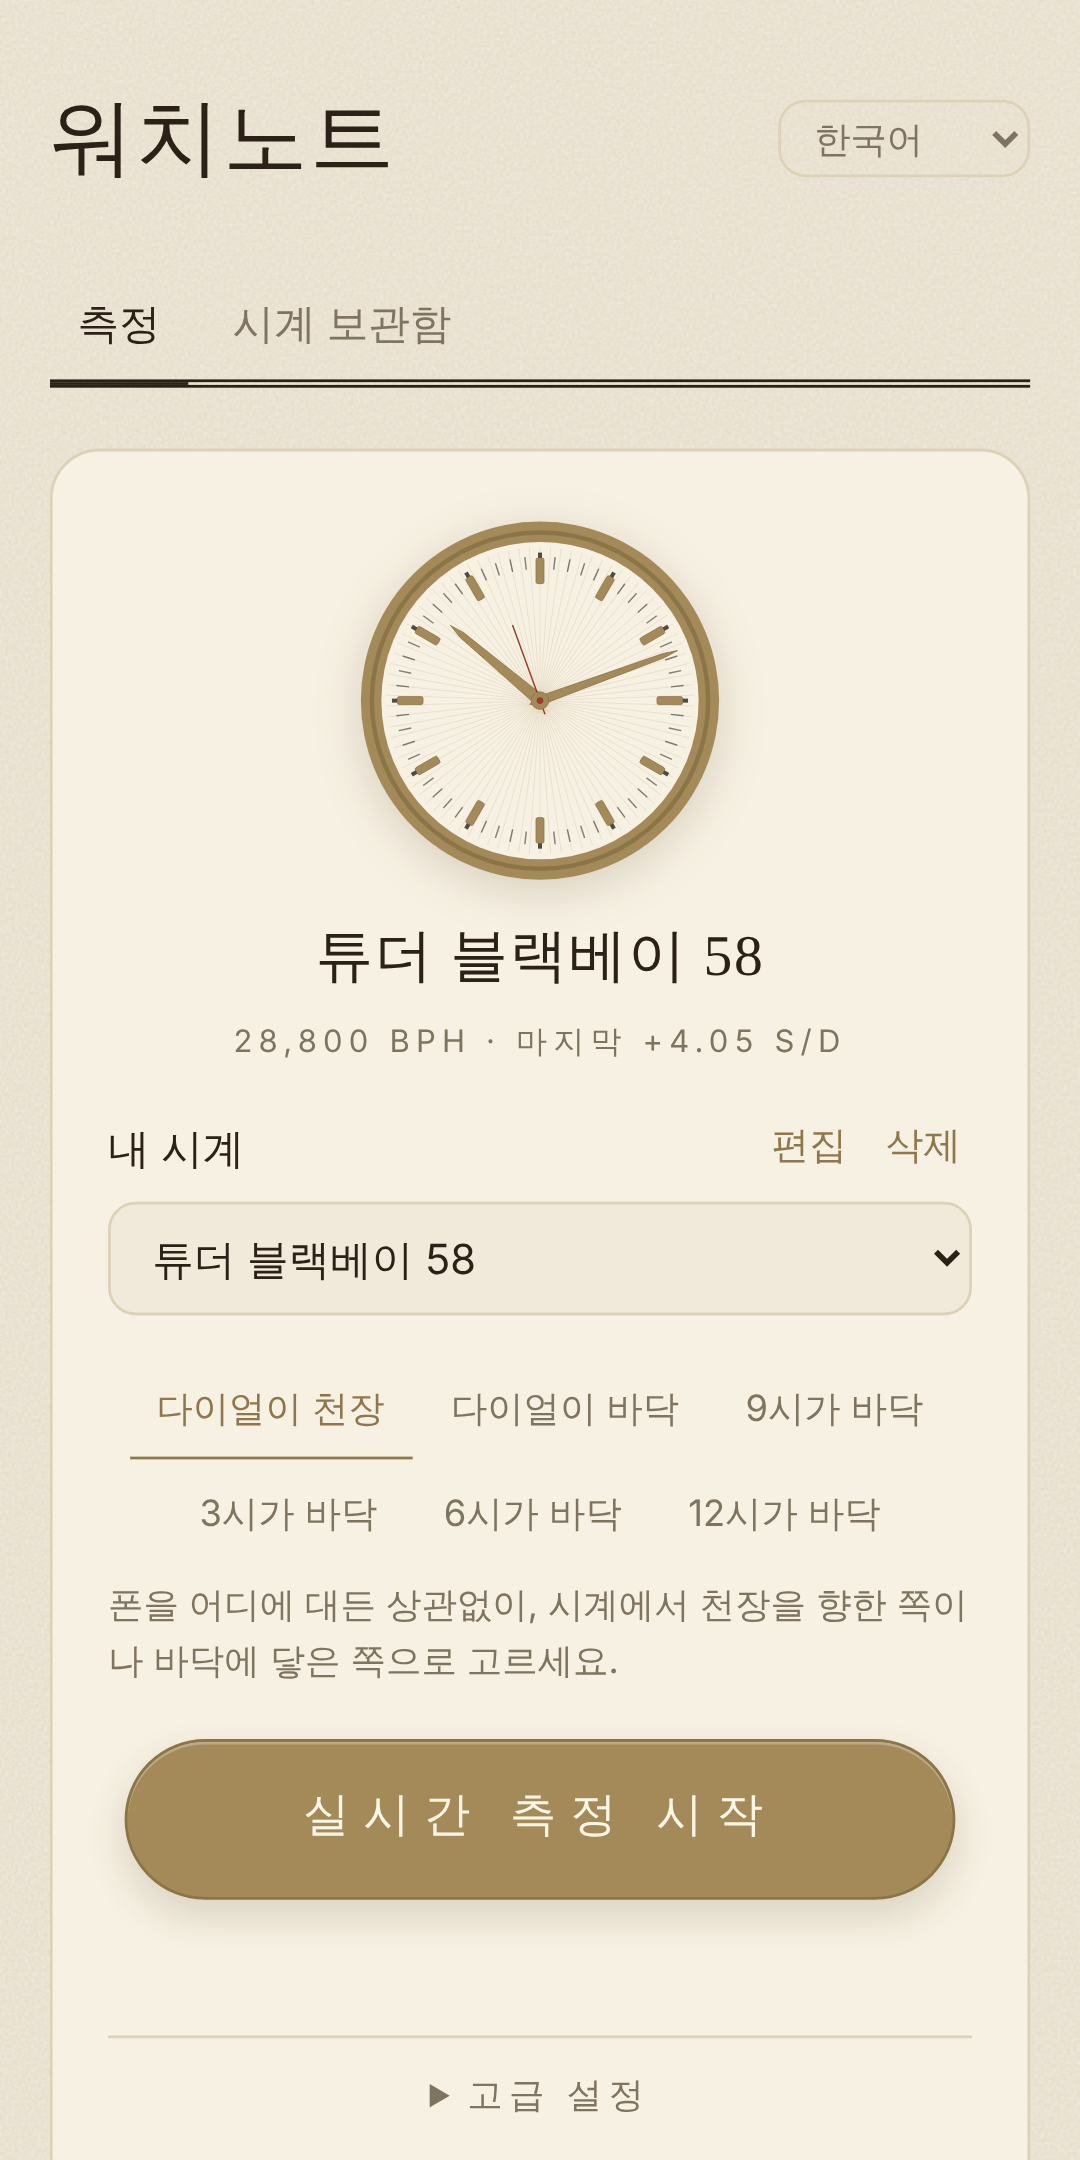 워치노트
한국어
측정 시계 보관함
튜더 블랙베이 58
28,800 BPH · 마지막 +4.05 S/D
내 시계 편집 삭제
튜더 블랙베이 58
다이얼이 천장 다이얼이 바닥 9시가 바닥
3시가 바닥 6시가 바닥 12시가 바닥
폰을 어디에 대든 상관없이, 시계에서 천장을 향한 쪽이
나 바닥에 닿은 쪽으로 고르세요.
실시간 측정 시작
▶ 고급 설정